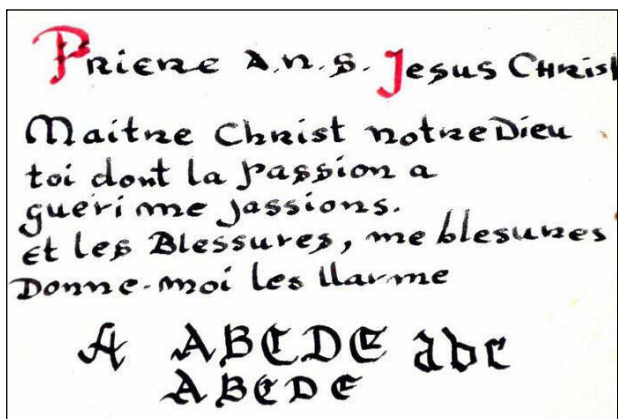 Priere A.N.S. Jesus Christ
Maitre Christ notre Dieu
toi dont la passion a
gueri me passions.
et les Blessures, me blesures
Donne-moi les llarme
A ABCDE abc
ABCDE